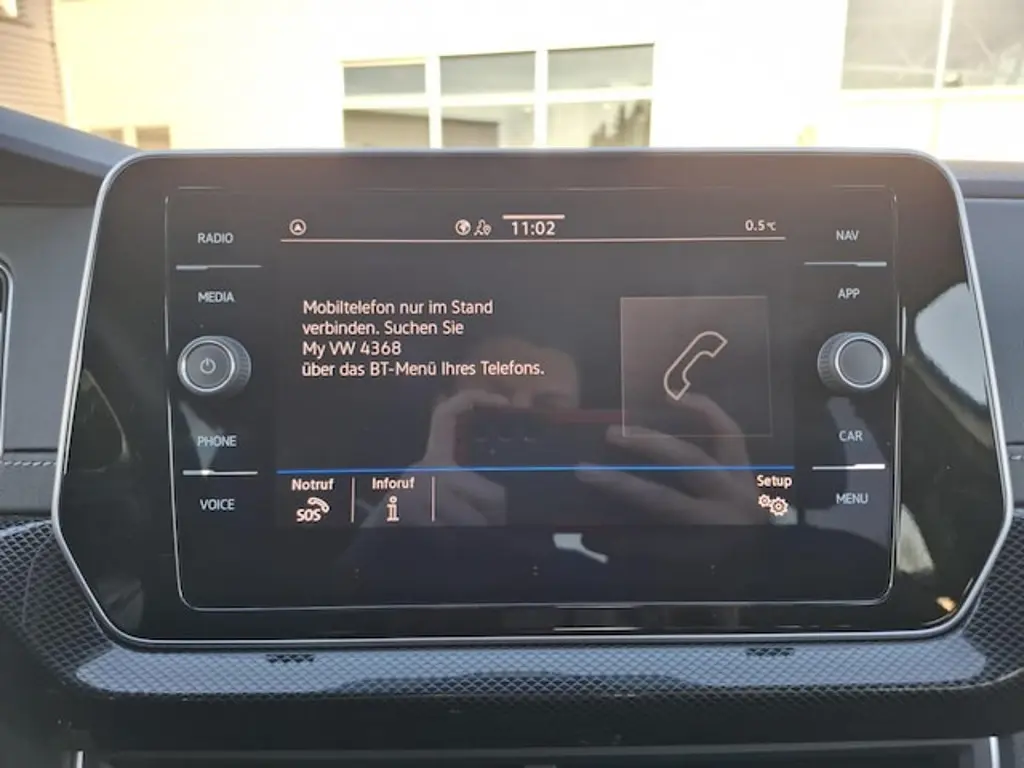 RADIO
MEDIA
PHONE
VOICE
11:02
0.5°C
Mobiltelefon nur im Stand
verbinden. Suchen Sie
My VW 4368
über das BT-Menü Ihres Telefons.
Notruf
SOS
Inforuf
Setup
NAV
APP
CAR
MENU